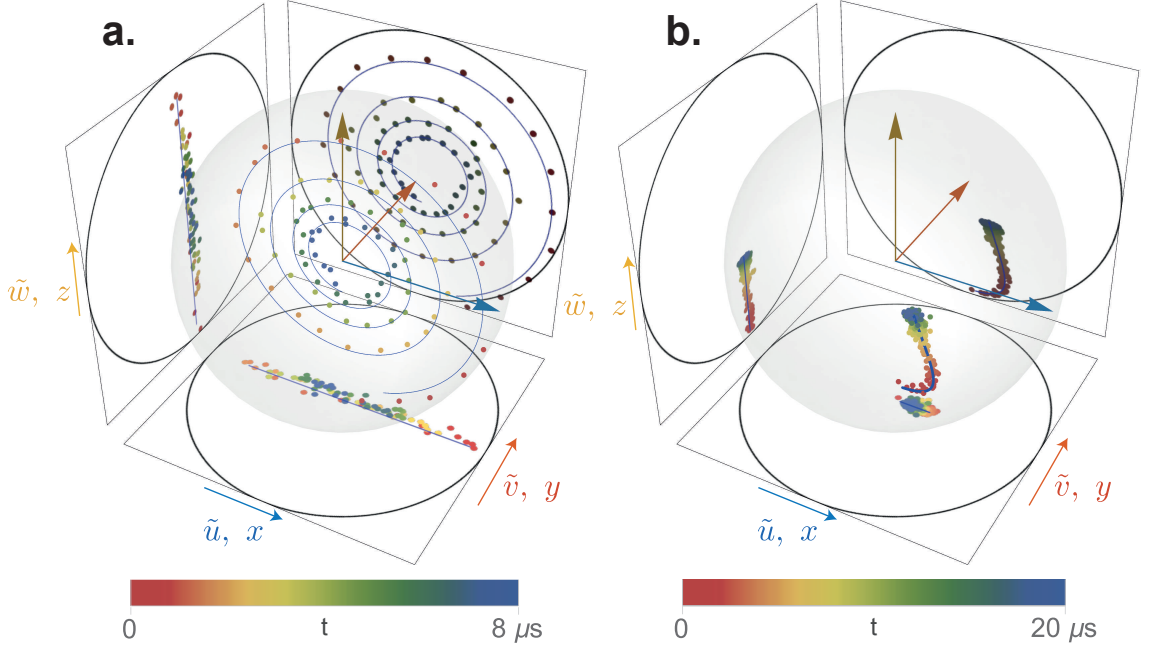 a.
b.
w̃, z
w̃, z
ṽ, y
ṽ, y
ũ, x
ũ, x
0 t 8 µs
0 t 20 µs